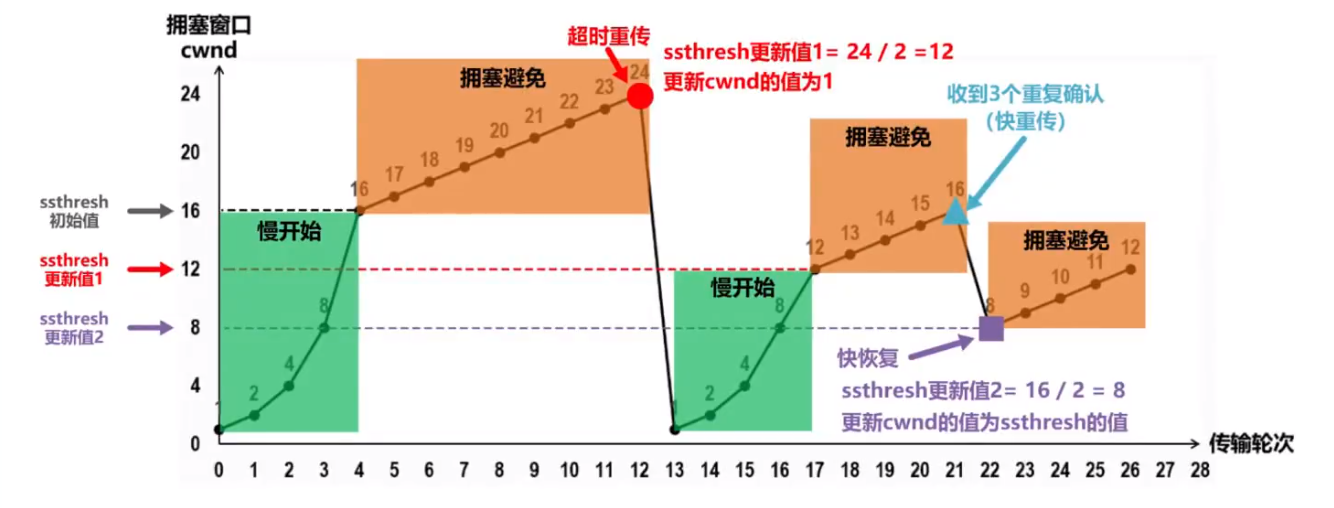 拥塞窗口
cwnd
超时重传
ssthresh更新值1= 24 / 2 =12
更新cwnd的值为1
收到3个重复确认
（快重传）
拥塞避免
24
23
22
21
20
19
18
17
16
24
20
16
12
8
4
0
ssthresh
初始值
ssthresh
更新值1
ssthresh
更新值2
慢开始
8
4
2
拥塞避免
16
15
14
13
12
慢开始
8
4
2
1
拥塞避免
12
11
10
9
8
快恢复
ssthresh更新值2= 16 / 2 = 8
更新cwnd的值为ssthresh的值
传输轮次
0 1 2 3 4 5 6 7 8 9 10 11 12 13 14 15 16 17 18 19 20 21 22 23 24 25 26 27 28